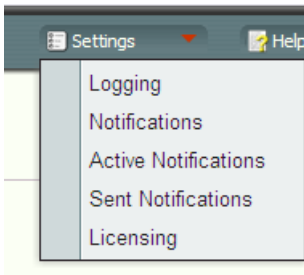 Settings Help
Logging
Notifications
Active Notifications
Sent Notifications
Licensing